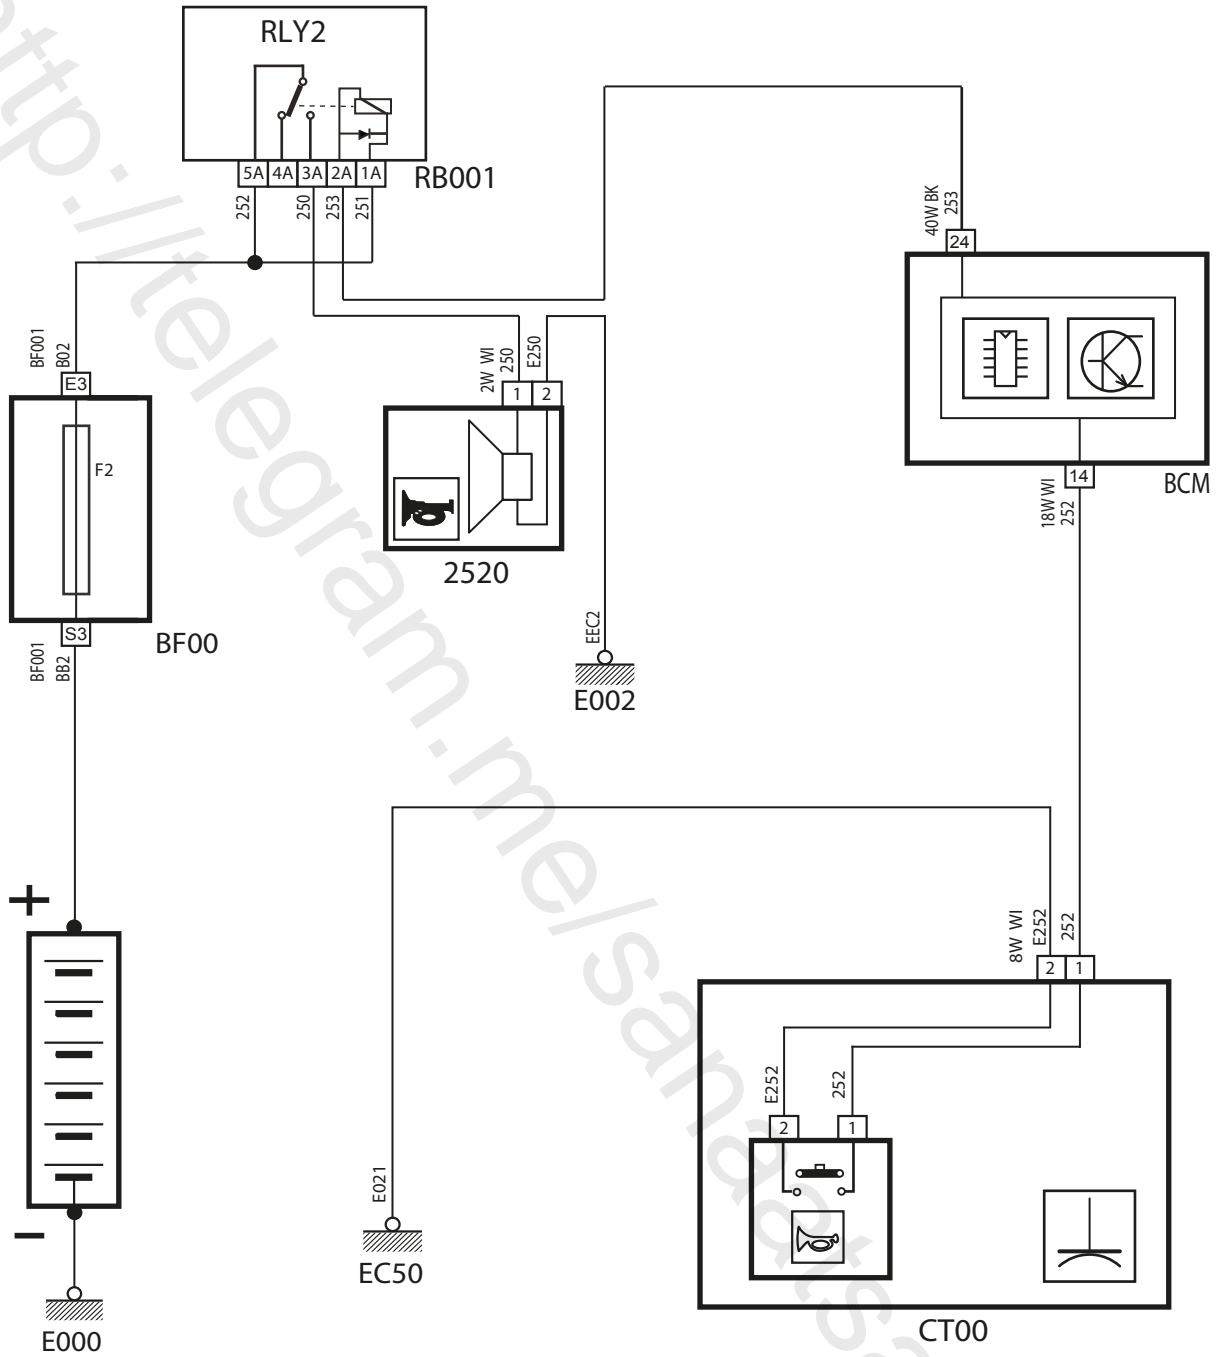 RLY2
5A 4A 3A 2A 1A
RB001
252
250
253
251
40W BK
253
24
BCM
14
18W WI
252
BF001
B02
E3
F2
S3
BF001
BB2
BF00
2W WI
250
E250
1 2
2520
EEC2
E002
+
−
E000
E021
EC50
8W WI
E252
252
2 1
E252
252
2
1
CT00
http://telegram.me/sanaats